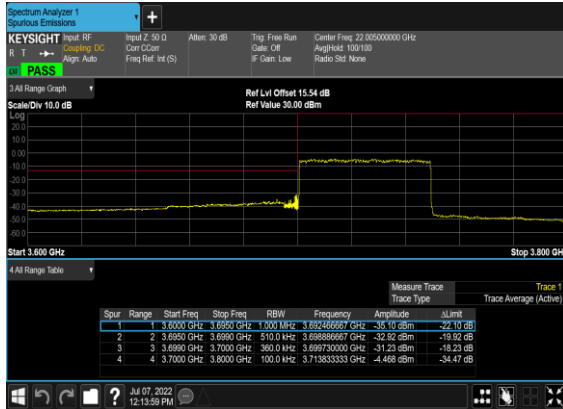 Spectrum Analyzer 1
Spurious Emissions
+
KEYSIGHT
R T
LV PASS
Input: RF
Coupling: DC
Align: Auto
Input Z: 50 Ω
Corr CCorr
Freq Ref: Int (S)
Atten: 30 dB
Trig: Free Run
Gate: Off
IF Gain: Low
Center Freq: 22.005000000 GHz
Avg|Hold: 100/100
Radio Std: None
3 All Range Graph
Scale/Div 10.0 dB
Ref Lvl Offset 15.54 dB
Ref Value 30.00 dBm
Log
20.0
10.0
0.00
-10.0
-20.0
-30.0
-40.0
-50.0
-60.0
Start 3.600 GHz
Stop 3.800 GH
4 All Range Table
Measure Trace Trace 1
Trace Type Trace Average (Active)
Spur Range Start Freq Stop Freq RBW Frequency Amplitude ΔLimit
1 1 3.6000 GHz 3.6950 GHz 1.000 MHz 3.692466667 GHz -35.10 dBm -22.10 dB
2 2 3.6950 GHz 3.6990 GHz 510.0 kHz 3.698886667 GHz -32.92 dBm -19.92 dB
3 3 3.6990 GHz 3.7000 GHz 360.0 kHz 3.699730000 GHz -31.23 dBm -18.23 dB
4 4 3.7000 GHz 3.8000 GHz 100.0 kHz 3.713833333 GHz -4.468 dBm -34.47 dB
?
Jul 07, 2022
12:13:59 PM